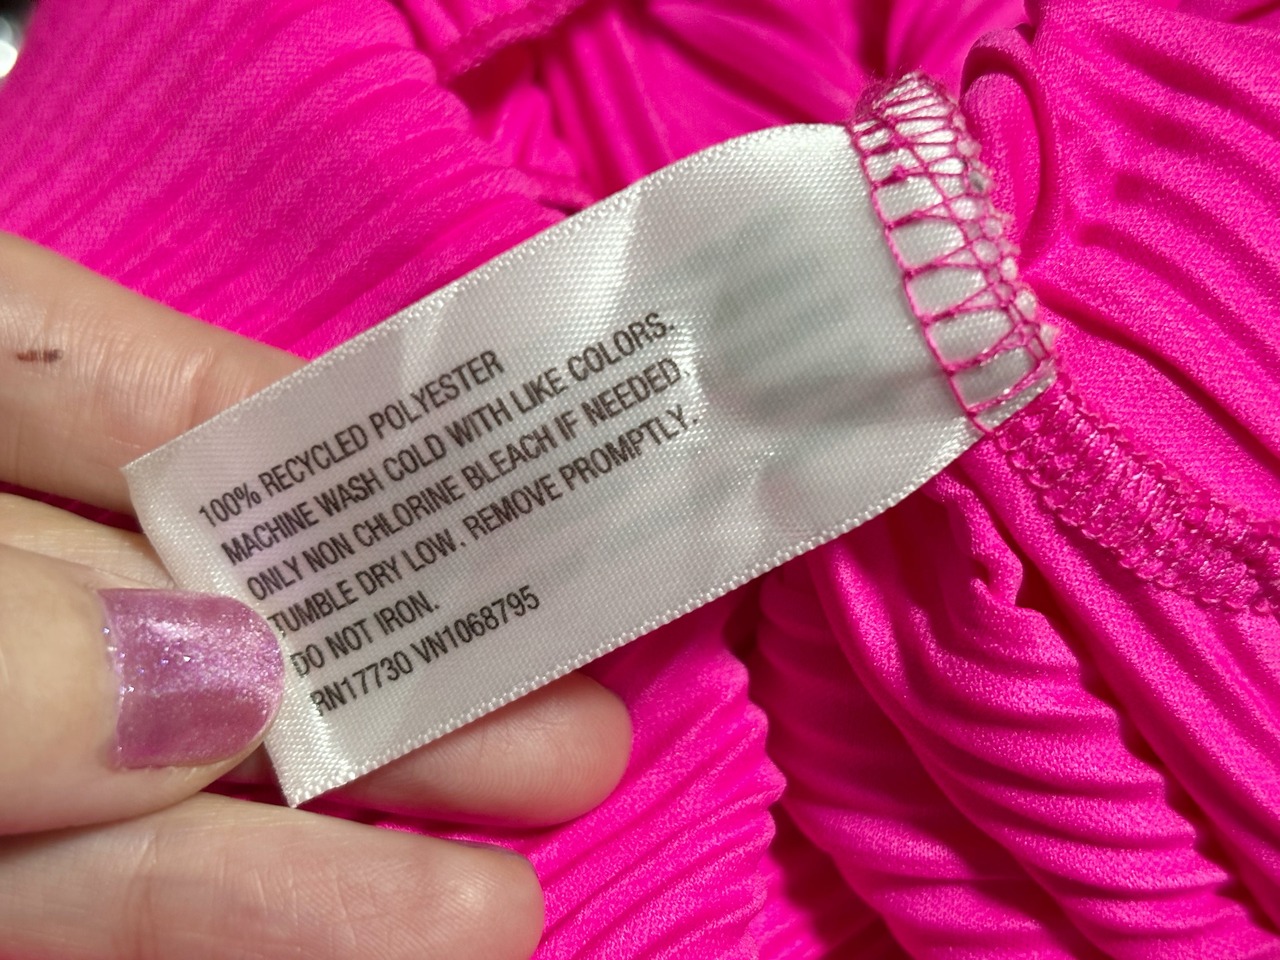 100% RECYCLED POLYESTER
MACHINE WASH COLD WITH LIKE COLORS.
ONLY NON CHLORINE BLEACH IF NEEDED
TUMBLE DRY LOW. REMOVE PROMPTLY.
DO NOT IRON.
RN17730 VN1068795